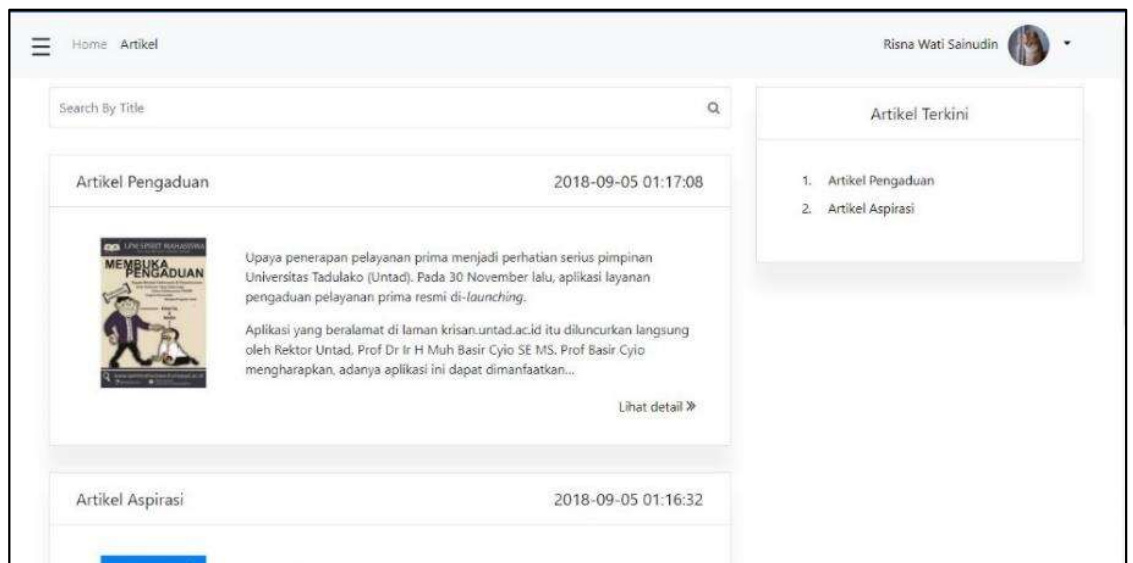 Home Artikel
Risna Wati Sainudin
Search By Title
Artikel Pengaduan 2018-09-05 01:17:08
MEMBUKA
PENGADUAN
Upaya penerapan pelayanan prima menjadi perhatian serius pimpinan
Universitas Tadulako (Untad). Pada 30 November lalu, aplikasi layanan
pengaduan pelayanan prima resmi di-launching.
Aplikasi yang beralamat di laman krisan.untad.ac.id itu diluncurkan langsung
oleh Rektor Untad, Prof Dr Ir H Muh Basir Cyio SE MS. Prof Basir Cyio
mengharapkan, adanya aplikasi ini dapat dimanfaatkan...
Lihat detail »
Artikel Aspirasi 2018-09-05 01:16:32
Artikel Terkini
1. Artikel Pengaduan
2. Artikel Aspirasi